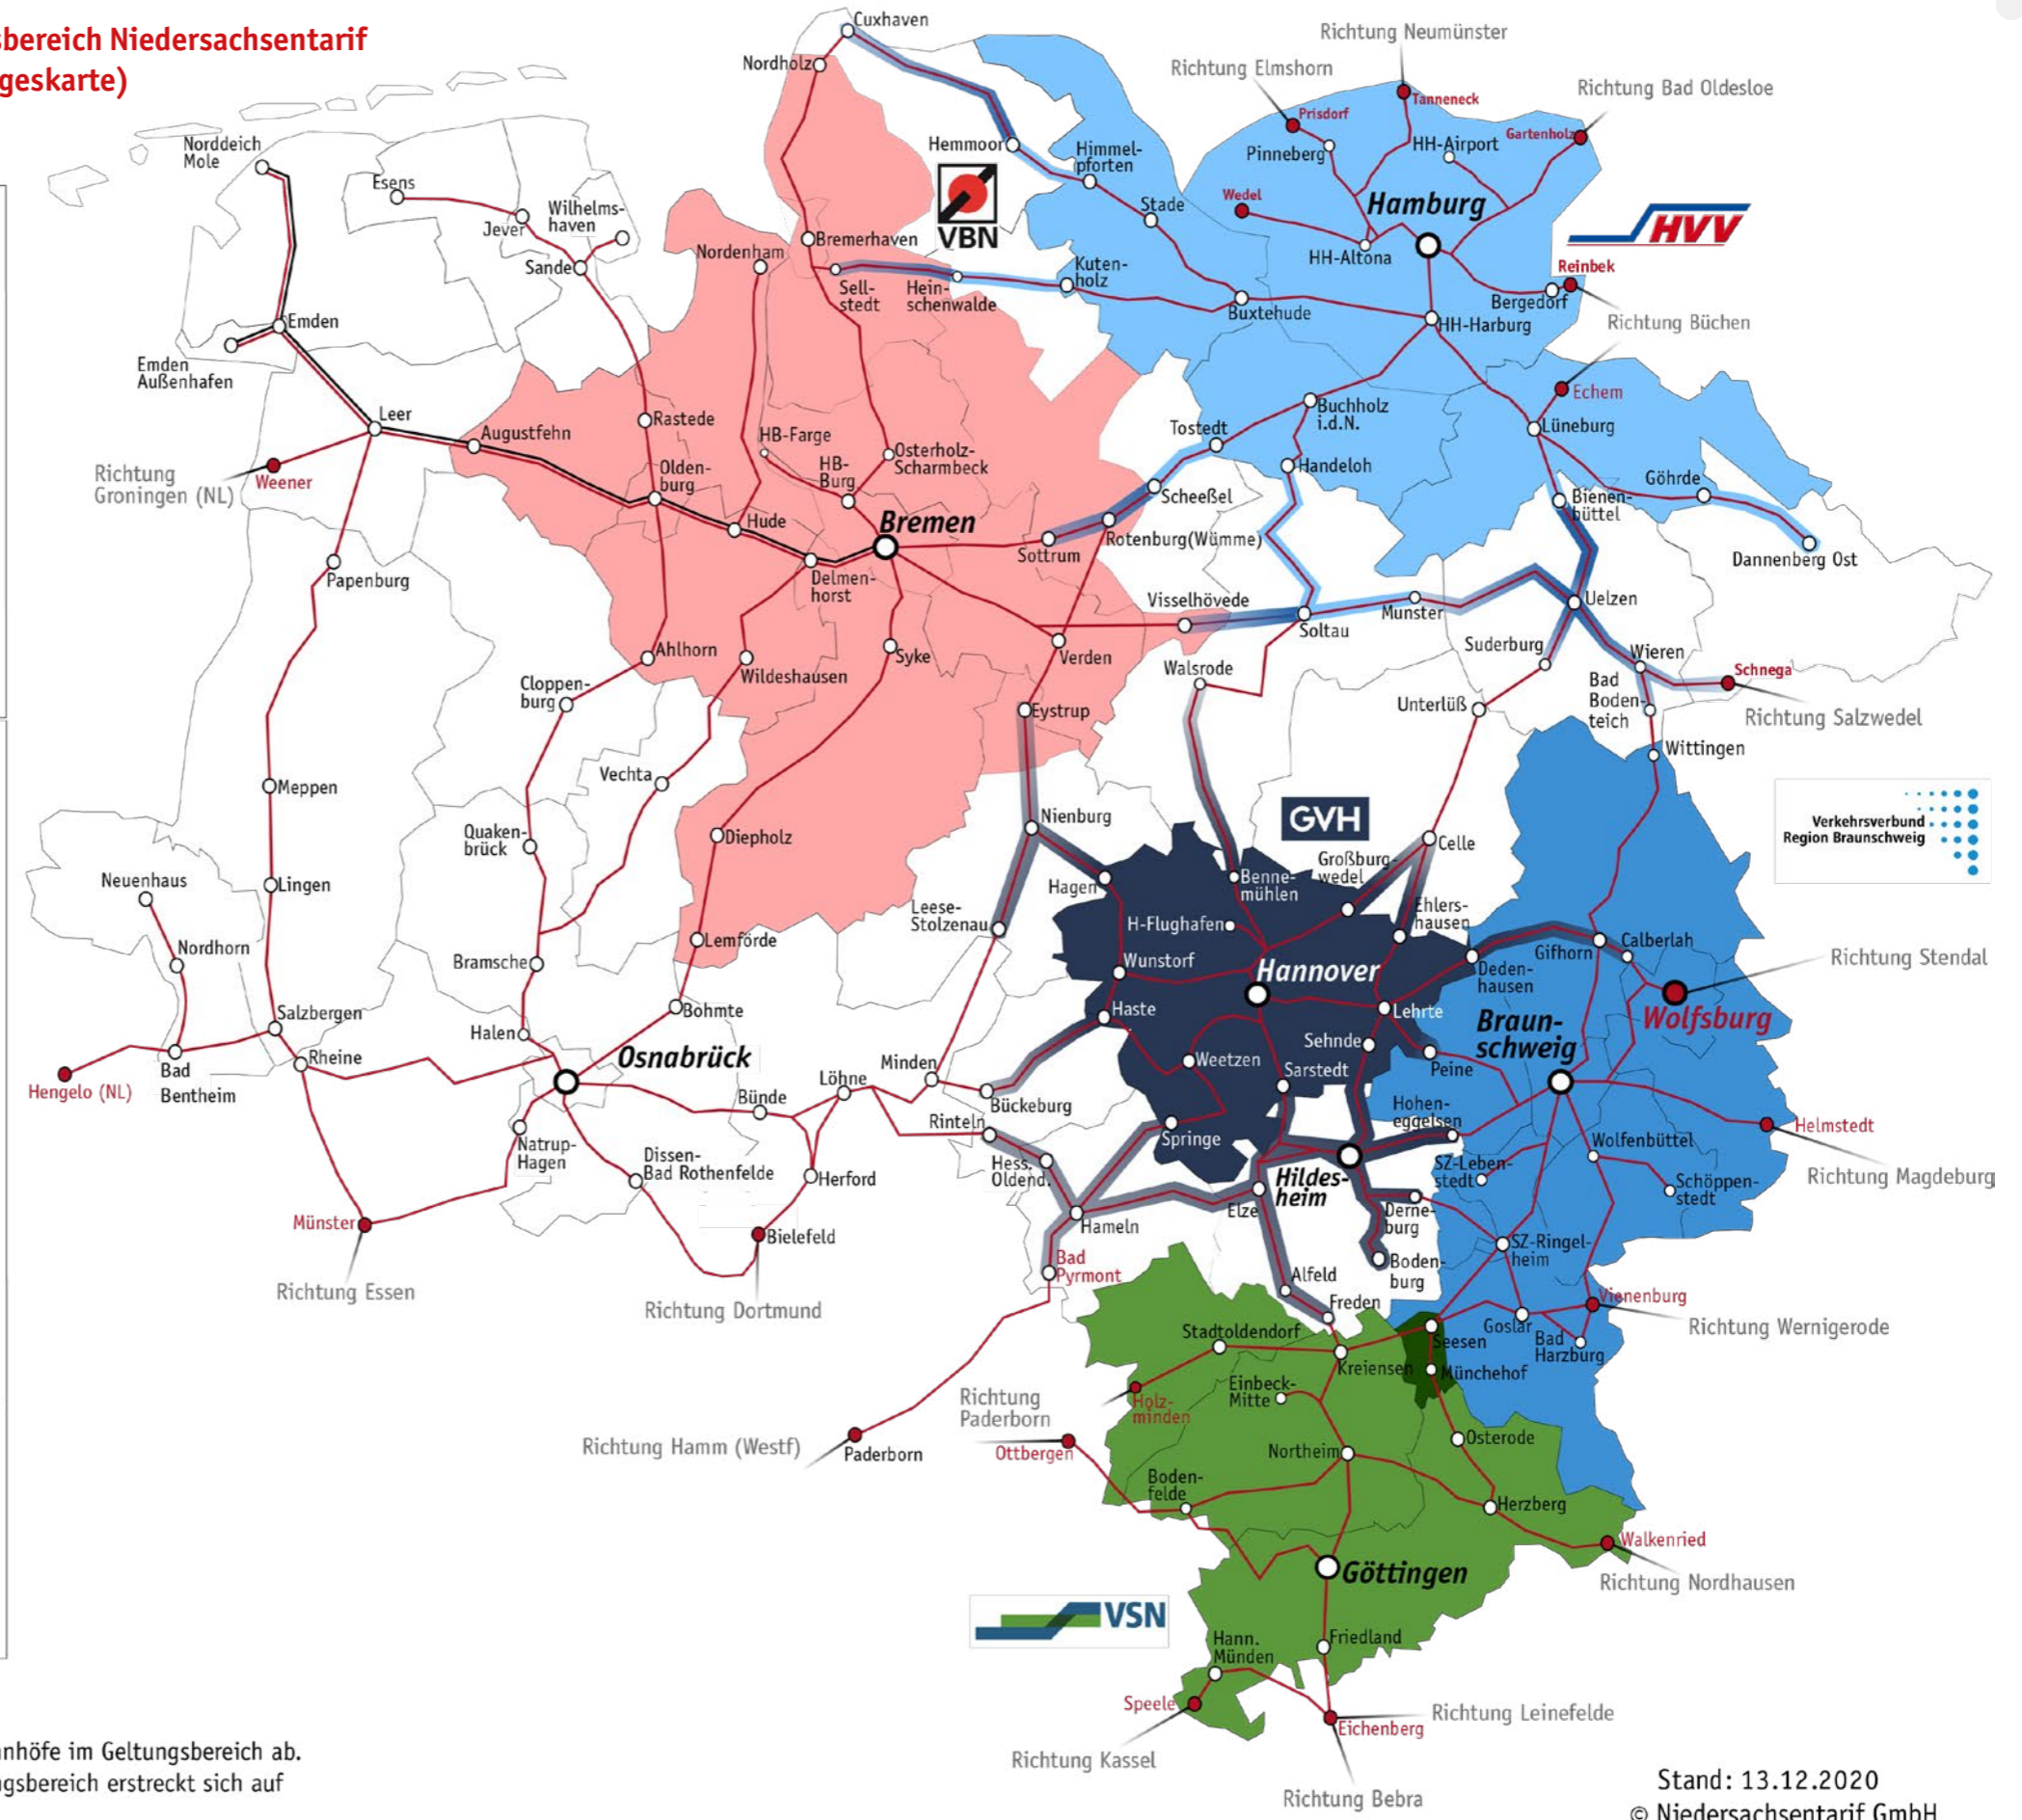 sbereich Niedersachsentarif
geskarte)
Cuxhaven
Nordholz
Richtung Neumünster
Richtung Elmshorn
Richtung Bad Oldesloe
Tanneneck
Prisdorf
Gartenholz
HH-Airport
Pinneberg
Norddeich
Mole
Hemmoor
Himmel-
pforten
Esens
Wedel
Hamburg
HVV
VBN
Stade
Jever
Wilhelms-
haven
Sande
Bremerhaven
Nordenham
HH-Altona
Reinbek
Bergedorf
Kuten-
holz
Sell-
stedt
Hein-
schenwalde
Buxtehude
HH-Harburg
Richtung Büchen
Emden
Emden
Außenhafen
Echem
Leer
Augustfehn
Rastede
Buchholz
i.d.N.
Lüneburg
Tostedt
HB-Farge
HB-
Burg
Osterholz-
Scharmbeck
Handeloh
Richtung
Groningen (NL)
Weener
Olden-
burg
Göhrde
Scheeßel
Bienen-
büttel
Hude
Bremen
Sottrum
Rotenburg(Wümme)
Dannenberg Ost
Papenburg
Delmen-
horst
Visselhövede
Munster
Uelzen
Soltau
Suderburg
Ahlhorn
Wildeshausen
Syke
Verden
Walsrode
Wieren
Schnega
Cloppen-
burg
Bad
Boden-
teich
Unterlüß
Richtung Salzwedel
Eystrup
Wittingen
Vechta
Meppen
Verkehrsverbund
Region Braunschweig
Nienburg
GVH
Quaken-
brück
Diepholz
Celle
Großburg-
wedel
Neuenhaus
Lingen
Hagen
Benne-
mühlen
Leese-
Stolzenau
Ehlers-
hausen
H-Flughafen
Nordhorn
Lemförde
Bramsche
Gifhorn
Calberlah
Richtung Stendal
Wunstorf
Hannover
Deden-
hausen
Salzbergen
Bohmte
Haste
Lehrte
Wolfsburg
Halen
Braun-
schweig
Rheine
Osnabrück
Sehnde
Weetzen
Sarstedt
Peine
Minden
Löhne
Hengelo (NL)
Bad
Bentheim
Bünde
Bückeburg
Rinteln
Hohen-
eggelsen
Helmstedt
Springe
Wolfenbüttel
Natrup-
Hagen
Dissen-
Bad Rothenfelde
Herford
Hess.
Oldend.
Hildes-
heim
SZ-Leben-
stedt
Schöppen-
stedt
Richtung Magdeburg
Elze
Derne-
burg
Münster
Bielefeld
Hameln
SZ-Ringel-
heim
Bad
Pyrmont
Boden-
burg
Alfeld
Richtung Essen
Richtung Dortmund
Freden
Vienenburg
Richtung Wernigerode
Stadtoldendorf
Seesen
Goslar
Bad
Harzburg
Kreiensen
Münchehof
Einbeck-
Mitte
Holz-
minden
Richtung
Paderborn
Richtung Hamm (Westf)
Paderborn
Ottbergen
Osterode
Northeim
Boden-
felde
Herzberg
Walkenried
Göttingen
Richtung Nordhausen
VSN
Friedland
Hann.
Münden
Speele
Eichenberg
Richtung Leinefelde
Richtung Kassel
Richtung Bebra
nhöfe im Geltungsbereich ab.
gsbereich erstreckt sich auf
Stand: 13.12.2020
© Niedersachsentarif GmbH